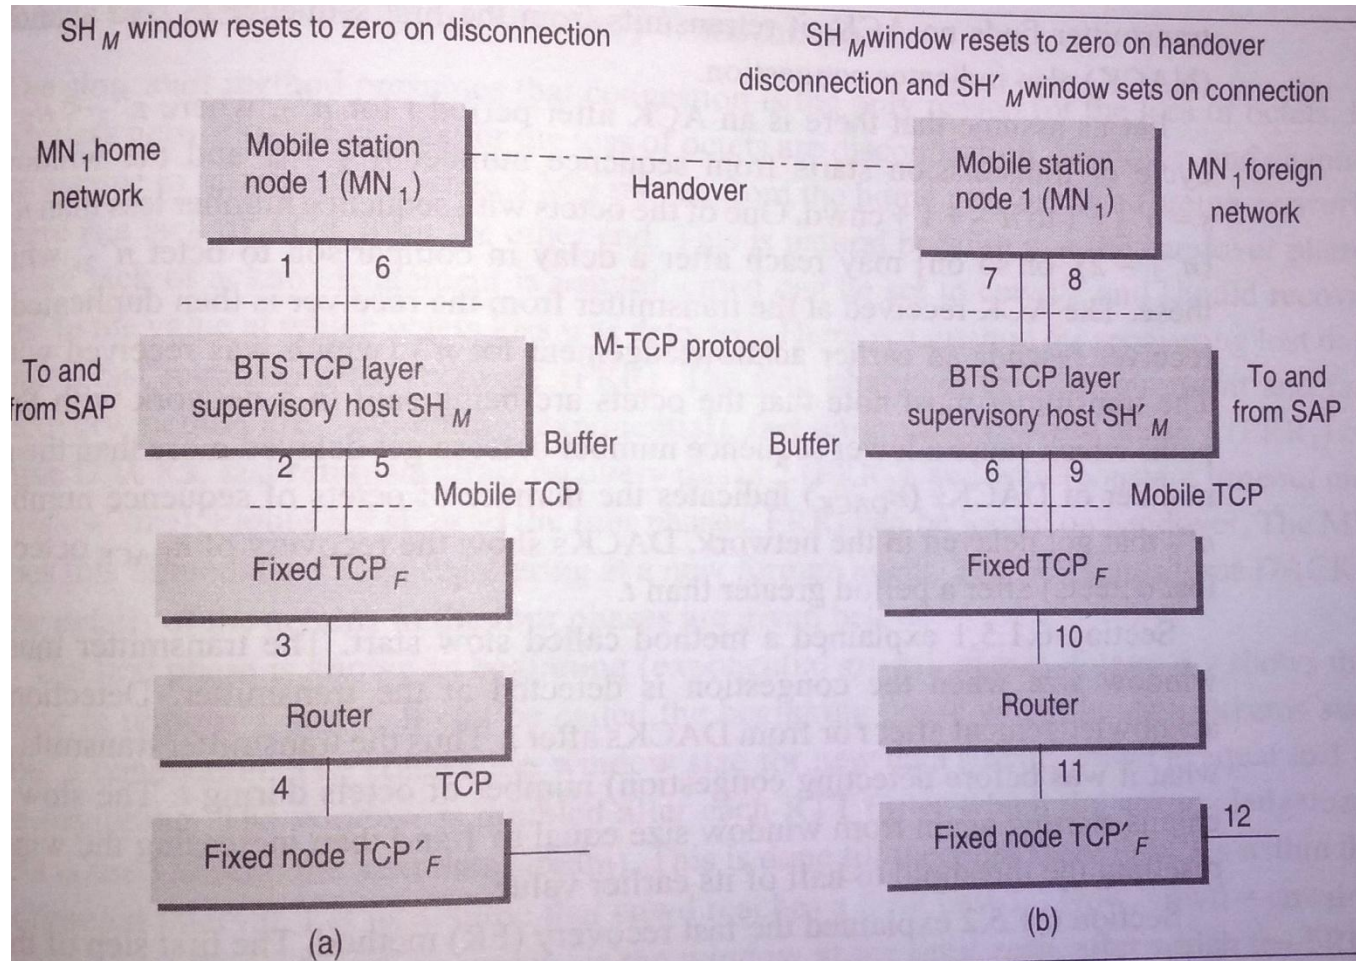 SH M window resets to zero on disconnection
MN 1 home
network
Mobile station
node 1 (MN 1)
1 6
To and
from SAP
BTS TCP layer
supervisory host SH M
Buffer
2 5
Mobile TCP
Fixed TCP F
3
Router
4 TCP
Fixed node TCP′ F
(a)
Handover
M-TCP protocol
SH M window resets to zero on handover
disconnection and SH′ M window sets on connection
Mobile station
node 1 (MN 1)
MN 1 foreign
network
7 8
BTS TCP layer
supervisory host SH′ M
To and
from SAP
Buffer
6 9
Mobile TCP
Fixed TCP F
10
Router
11
Fixed node TCP′ F
12
(b)